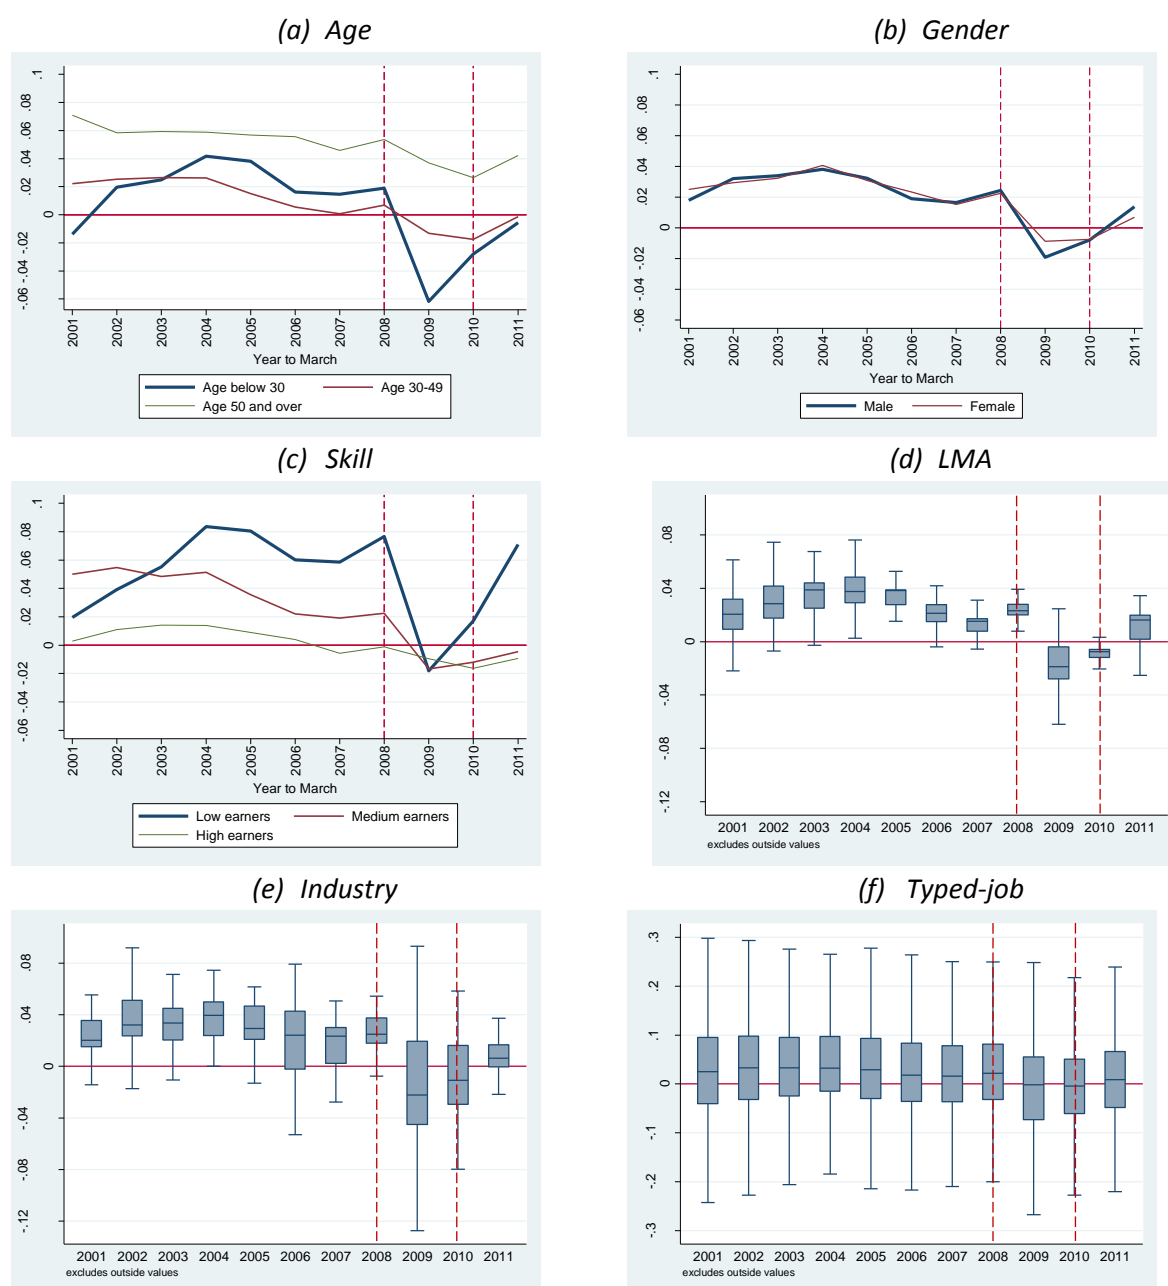 (a) Age
.1
.08
.06
.04
.02
0
-.02
-.04
-.06
2001 2002 2003 2004 2005 2006 2007 2008 2009 2010 2011
Year to March
Age below 30 Age 30-49
Age 50 and over
(b) Gender
.1
.08
.06
.04
.02
0
-.02
-.04
-.06
2001 2002 2003 2004 2005 2006 2007 2008 2009 2010 2011
Year to March
Male Female
(c) Skill
.1
.08
.06
.04
.02
0
-.02
-.04
-.06
2001 2002 2003 2004 2005 2006 2007 2008 2009 2010 2011
Year to March
Low earners Medium earners
High earners
(d) LMA
.08
.04
0
-.04
-.08
-.12
2001 2002 2003 2004 2005 2006 2007 2008 2009 2010 2011
excludes outside values
(e) Industry
.08
.04
0
-.04
-.08
-.12
2001 2002 2003 2004 2005 2006 2007 2008 2009 2010 2011
excludes outside values
(f) Typed-job
.3
.2
.1
0
-.1
-.2
-.3
2001 2002 2003 2004 2005 2006 2007 2008 2009 2010 2011
excludes outside values